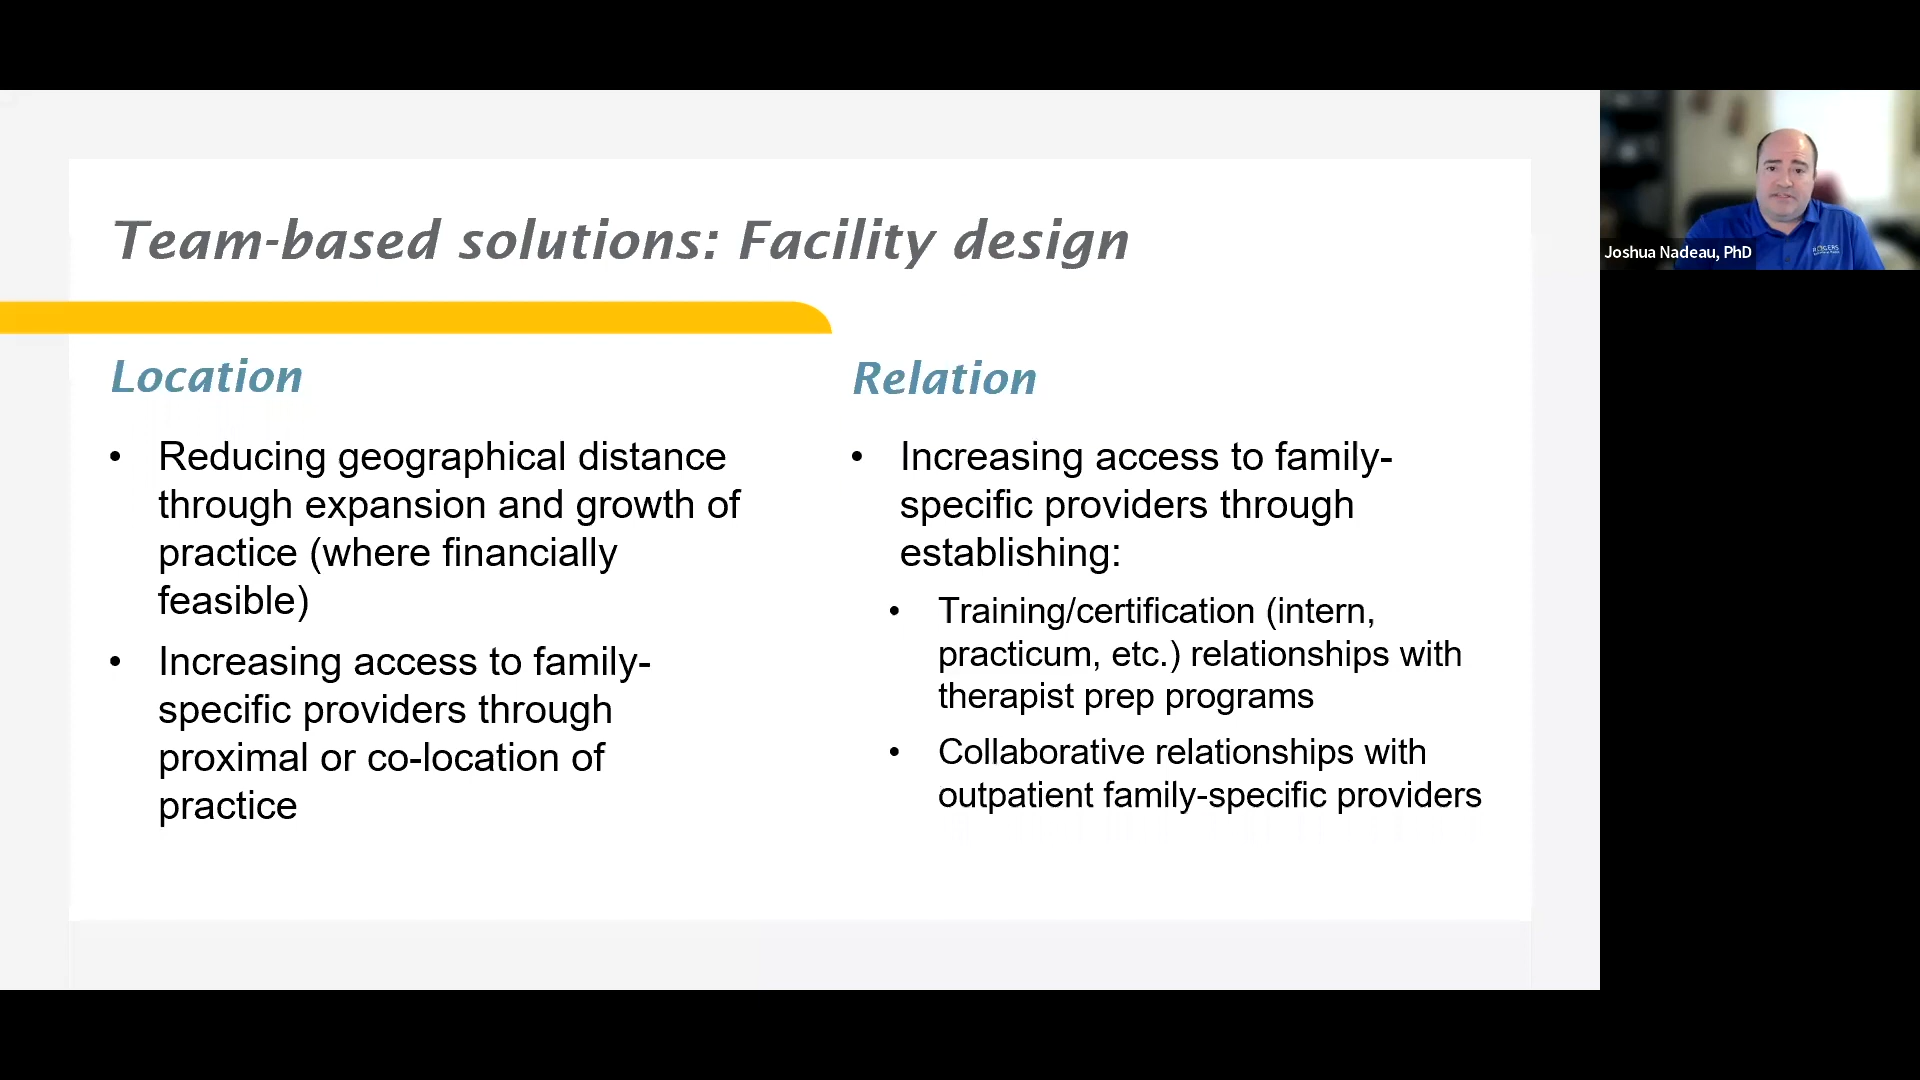 Team-based solutions: Facility design
Location
• Reducing geographical distance
through expansion and growth of
practice (where financially
feasible)
• Increasing access to family-
specific providers through
proximal or co-location of
practice
Relation
• Increasing access to family-
specific providers through
establishing:
• Training/certification (intern,
practicum, etc.) relationships with
therapist prep programs
• Collaborative relationships with
outpatient family-specific providers
Joshua Nadeau, PhD
ROGERS